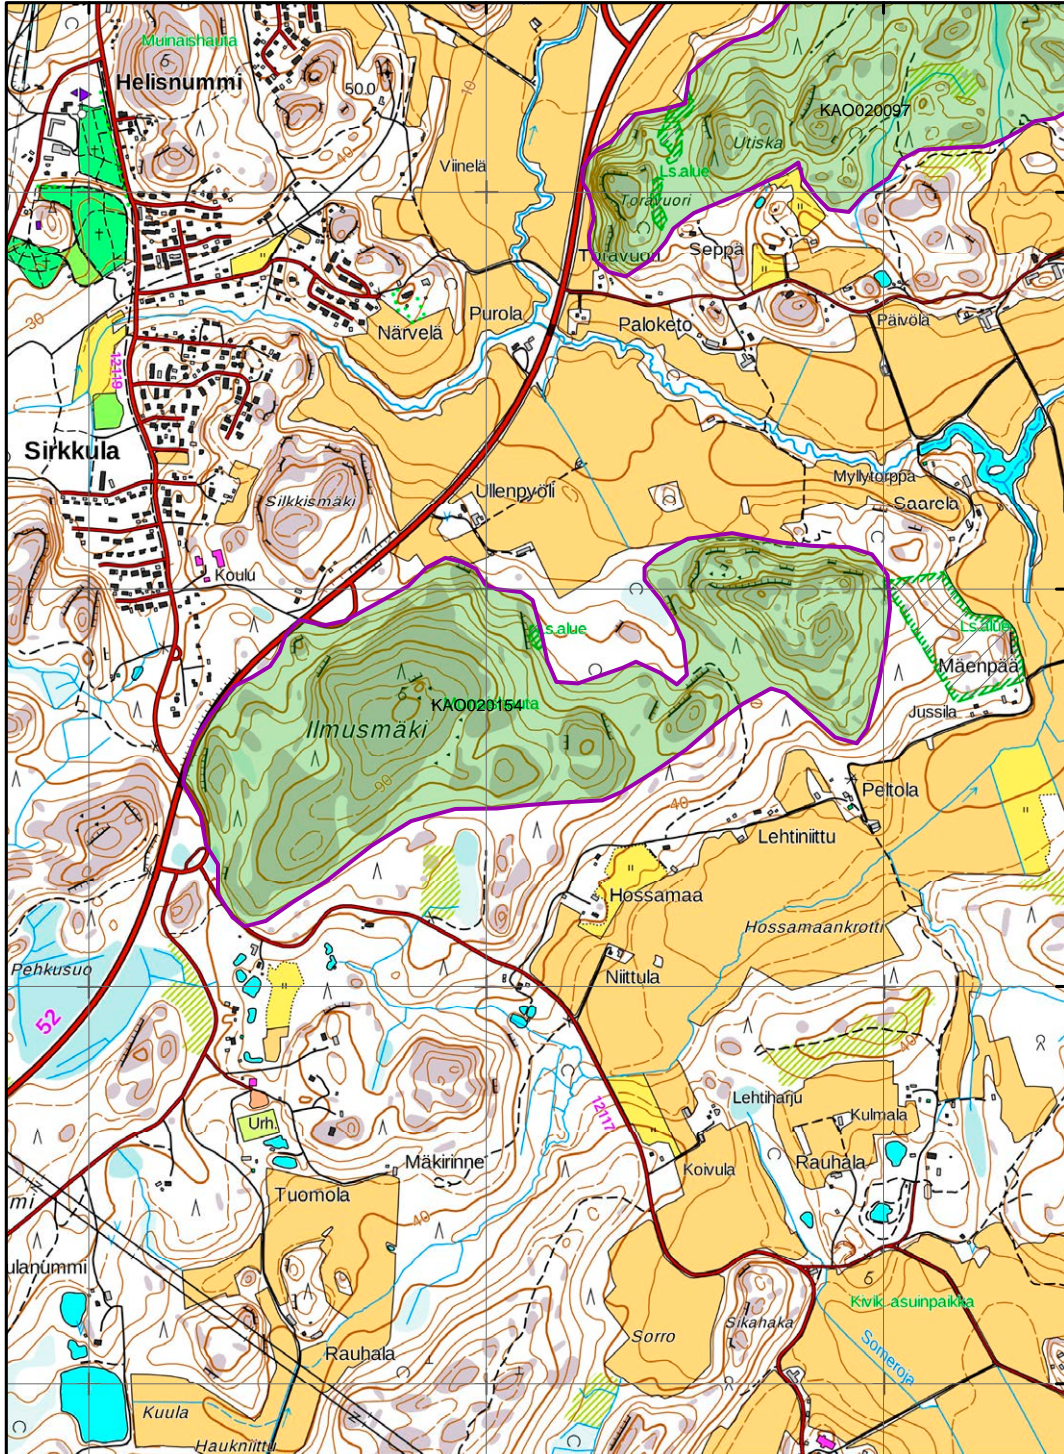 Muinaishauta
Helisnummi
50.0
10
KAO020097
Utiska
40
Viinelä
Ls.alue
Toravuori
Toravuori
Seppä
30
Närvelä
Purola
Paloketo
Päivölä
12119
Sirkkula
Silkkismäki
Ullenpyöli
Myllytorppa
Saarela
Koulu
Ls.alue
Ls.alue
Mäenpää
KAO020154
Ilmusmäki
Jussila
90
40
Peltola
Lehtiniittu
Hossamaa
Hossamaankrotti
Pehkusuo
Niittula
52
40
12117
Lehtiharju
Kulmala
Urh.
Mäkirinne
Koivula
Rauhala
Tuomola
mi
40
ulanummi
Kivik. asuinpaikka
Sikahaka
Sorro
Rauhala
Someroja
Kuula
Haukniittu